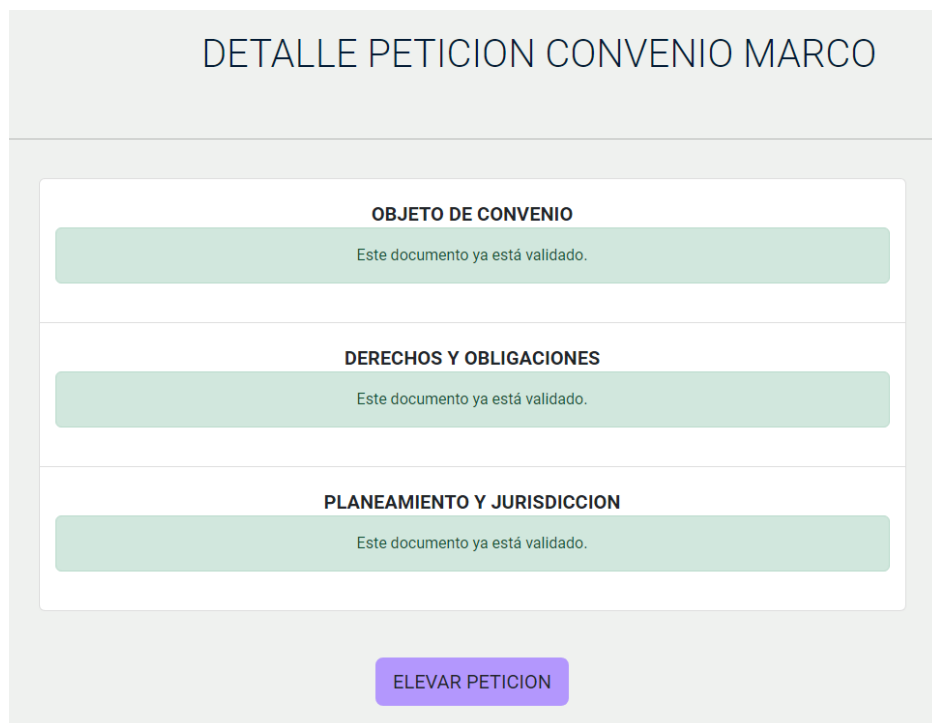 DETALLE PETICION CONVENIO MARCO
OBJETO DE CONVENIO
Este documento ya está validado.
DERECHOS Y OBLIGACIONES
Este documento ya está validado.
PLANEAMIENTO Y JURISDICCION
Este documento ya está validado.
ELEVAR PETICION